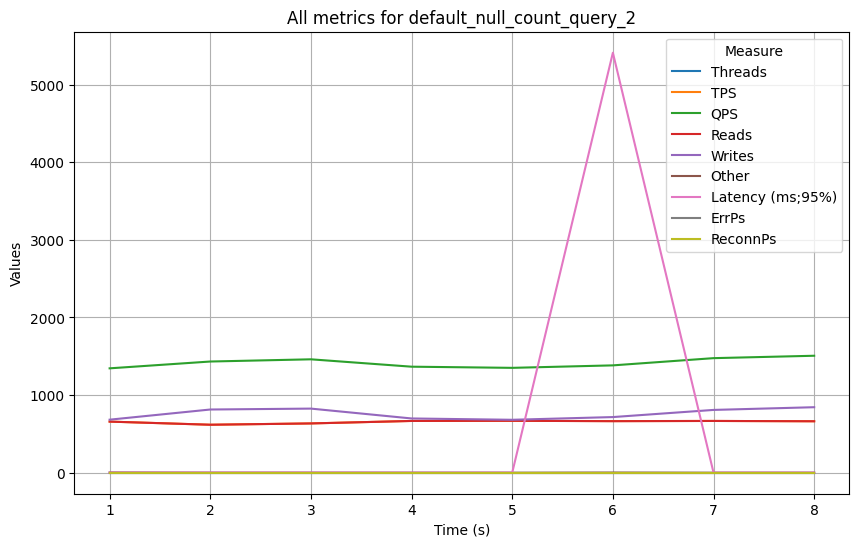 All metrics for default_null_count_query_2
Measure
Threads
TPS
QPS
Reads
Writes
Other
Latency (ms;95%)
ErrPs
ReconnPs
Values
5000
4000
3000
2000
1000
0
1 2 3 4 5 6 7 8
Time (s)